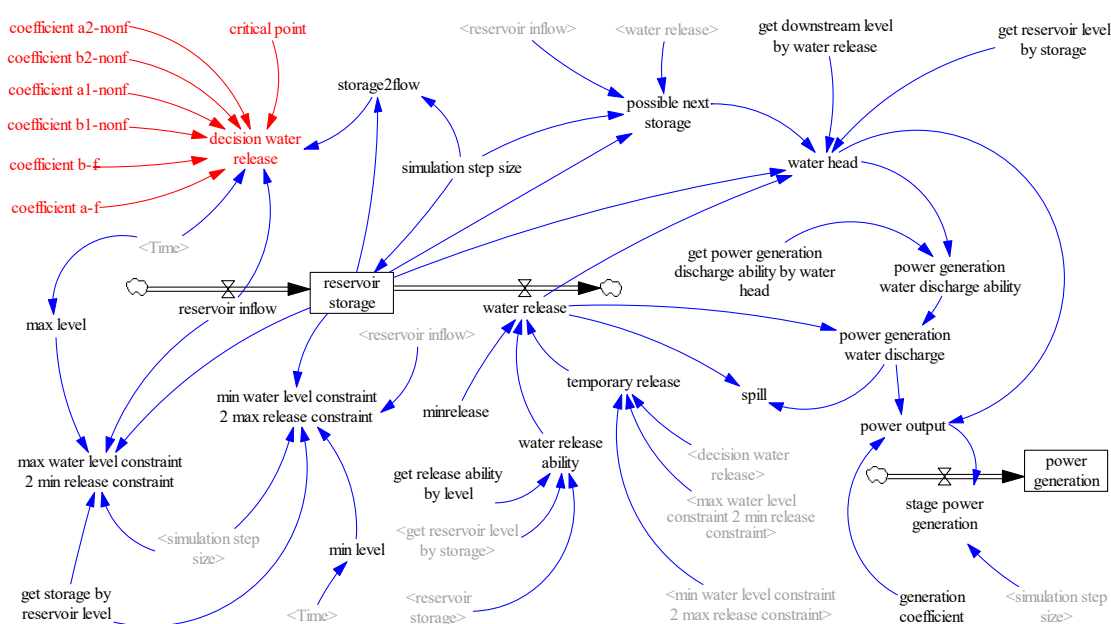 coefficient a2-nonf
critical point
<reservoir inflow>
<water release>
get downstream level
by water release
get reservoir level
by storage
coefficient b2-nonf
coefficient a1-nonf
storage2flow
possible next
storage
coefficient b1-nonf
decision water
release
coefficient b-f
simulation step size
water head
coefficient a-f
<Time>
get power generation
discharge ability by water
head
power generation
water discharge ability
reservoir
storage
reservoir inflow
water release
max level
<reservoir inflow>
power generation
water discharge
temporary release
spill
min water level constraint
2 max release constraint
minrelease
power output
water release
ability
<decision water
release>
max water level constraint
2 min release constraint
get release ability
by level
power
generation
<max water level
constraint 2 min release
constraint>
stage power
generation
<get reservoir level
by storage>
<simulation step
size>
min level
get storage by
reservoir level
<Time>
<reservoir
storage>
<min water level constraint
2 max release constraint>
generation
coefficient
<simulation step
size>